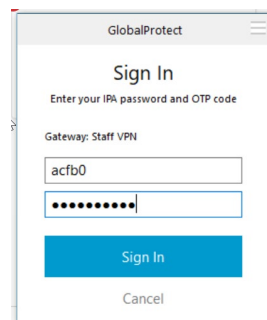 GlobalProtect
Sign In
Enter your IPA password and OTP code
Gateway: Staff VPN
acfb0
●●●●●●●●●●
Sign In
Cancel